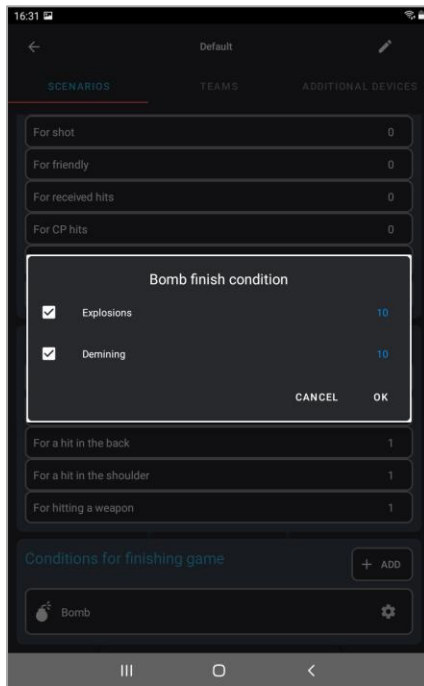 16:31
Default
SCENARIOS TEAMS ADDITIONAL DEVICES
For shot 0
For friendly 0
For received hits 0
For CP hits 0
Bomb finish condition
Explosions 10
Demining 10
CANCEL OK
For a hit in the back 1
For a hit in the shoulder 1
For hitting a weapon 1
Conditions for finishing game + ADD
Bomb